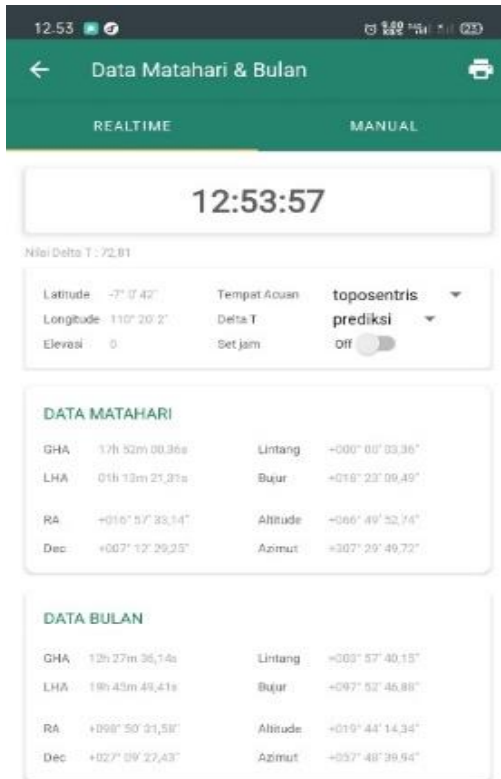 12.53
Data Matahari & Bulan
REALTIME MANUAL
12:53:57
Nilai Delta T : 72,81
Latitude -7° 0' 42" Tempat Acuan toposentris
Longitude 110° 20' 2" Delta T prediksi
Elevasi 0 Set jam Off
DATA MATAHARI
GHA 17h 52m 00,36s Lintang +000° 00' 03,36"
LHA 01h 13m 21,31s Bujur +018° 23' 09,49"
RA +016° 57' 33,14" Altitude +066° 49' 52,74"
Dec +007° 12' 29,25" Azimut +307° 29' 49,72"
DATA BULAN
GHA 12h 27m 36,14s Lintang +003° 57' 40,15"
LHA 19h 45m 49,41s Bujur +097° 52' 46,88"
RA +098° 50' 31,58" Altitude +019° 44' 14,34"
Dec +027° 09' 27,43" Azimut +057° 48' 39,94"